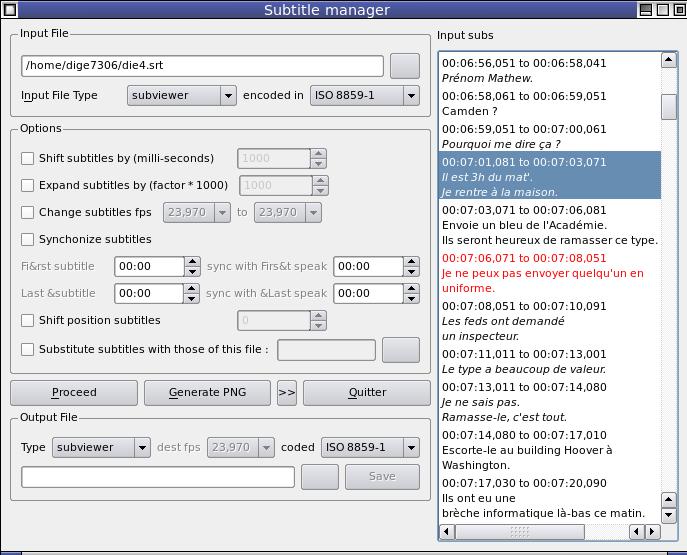 Subtitle manager
Input File
/home/dige7306/die4.srt
Input File Type subviewer encoded in ISO 8859-1
Options
Shift subtitles by (milli-seconds) 1000
Expand subtitles by (factor * 1000) 1000
Change subtitles fps 23,970 to 23,970
Synchonize subtitles
Fi&rst subtitle 00:00 sync with Firs&t speak 00:00
Last &subtitle 00:00 sync with &Last speak 00:00
Shift position subtitles 0
Substitute subtitles with those of this file :
Proceed Generate PNG >> Quitter
Output File
Type subviewer dest fps 23,970 coded ISO 8859-1
Save
Input subs
00:06:56,051 to 00:06:58,041
Prénom Mathew.
00:06:58,061 to 00:06:59,051
Camden ?
00:06:59,051 to 00:07:00,061
Pourquoi me dire ça ?
00:07:01,081 to 00:07:03,071
Il est 3h du mat'.
Je rentre à la maison.
00:07:03,071 to 00:07:06,081
Envoie un bleu de l'Académie.
Ils seront heureux de ramasser ce type.
00:07:06,071 to 00:07:08,051
Je ne peux pas envoyer quelqu'un en
uniforme.
00:07:08,051 to 00:07:10,091
Les feds ont demandé
un inspecteur.
00:07:11,011 to 00:07:13,001
Le type a beaucoup de valeur.
00:07:13,011 to 00:07:14,080
Je ne sais pas.
Ramasse-le, c'est tout.
00:07:14,080 to 00:07:17,010
Escorte-le au building Hoover à
Washington.
00:07:17,030 to 00:07:20,090
Ils ont eu une
brèche informatique là-bas ce matin.